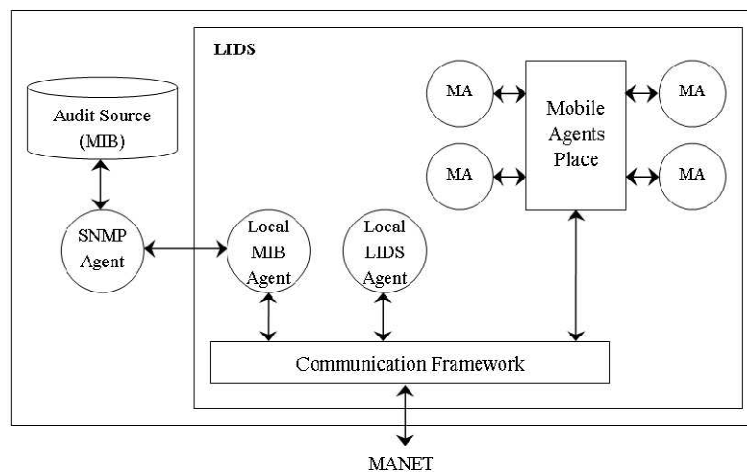 LIDS
MA
MA
Mobile
Agents
Place
MA
MA
Audit Source
(MIB)
SNMP
Agent
Local
MIB
Agent
Local
LIDS
Agent
Communication Framework
MANET